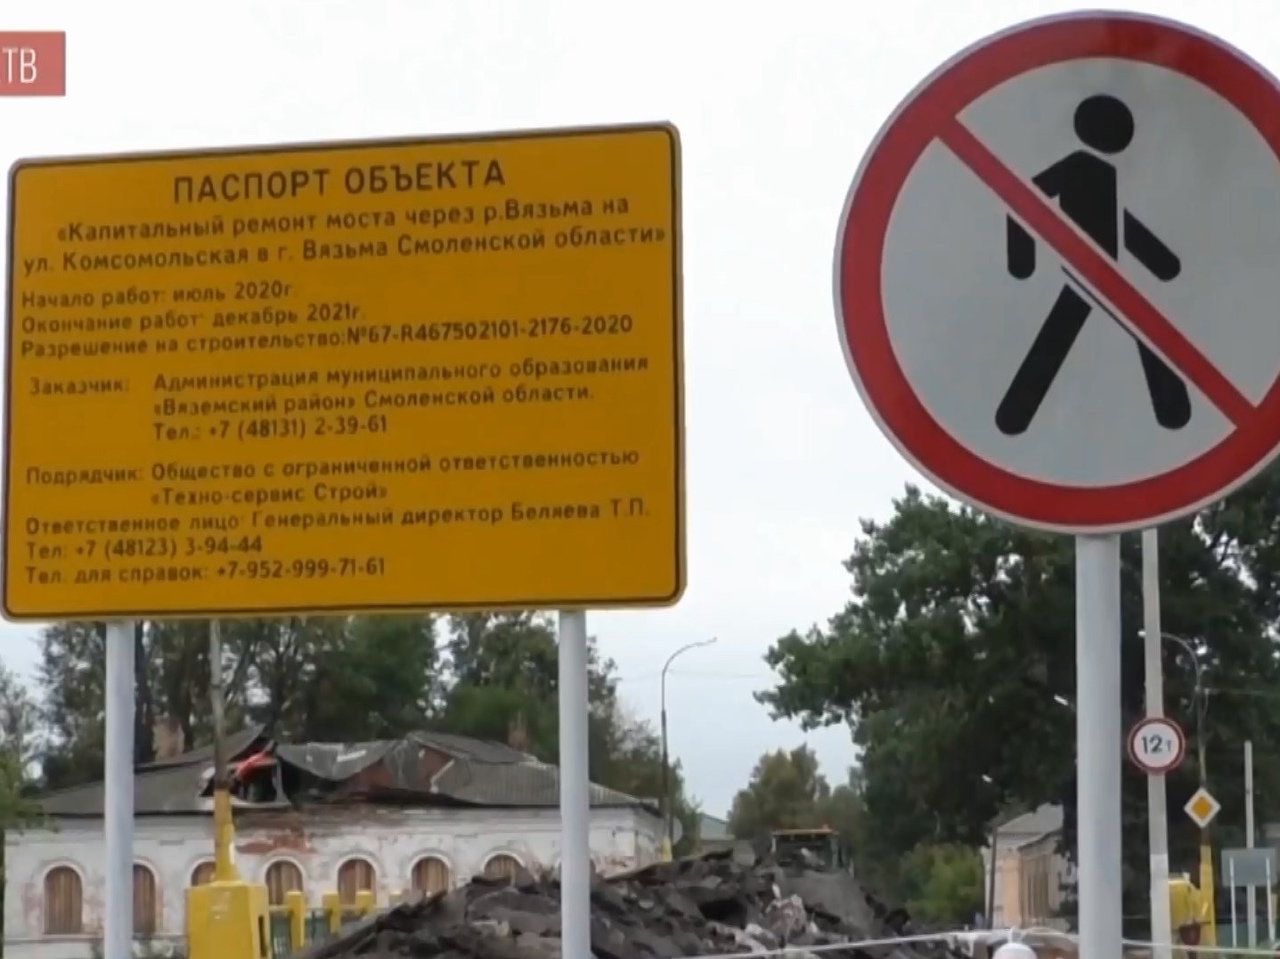 ТВ
ПАСПОРТ ОБЪЕКТА
«Капитальный ремонт моста через р.Вязьма на
ул. Комсомольская в г. Вязьма Смоленской области»
Начало работ: июль 2020г.
Окончание работ: декабрь 2021г.
Разрешение на строительство:№67-R467502101-2176-2020
Заказчик: Администрация муниципального образования
«Вяземский район» Смоленской области.
Тел.: +7 (48131) 2-39-61
Подрядчик: Общество с ограниченной ответственностью
«Техно-сервис Строй»
Ответственное лицо: Генеральный директор Беляева Т.П.
Тел: +7 (48123) 3-94-44
Тел. для справок: +7-952-999-71-61
12т